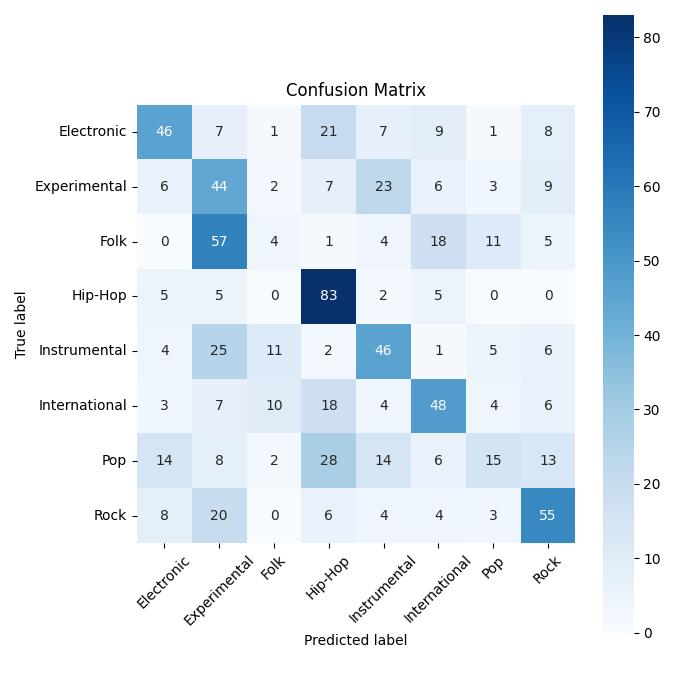 Confusion Matrix
Electronic 46 7 1 21 7 9 1 8
Experimental 6 44 2 7 23 6 3 9
Folk 0 57 4 1 4 18 11 5
Hip-Hop 5 5 0 83 2 5 0 0
Instrumental 4 25 11 2 46 1 5 6
International 3 7 10 18 4 48 4 6
Pop 14 8 2 28 14 6 15 13
Rock 8 20 0 6 4 4 3 55
Electronic Experimental Folk Hip-Hop Instrumental International Pop Rock
Predicted label
True label
80
70
60
50
40
30
20
10
0